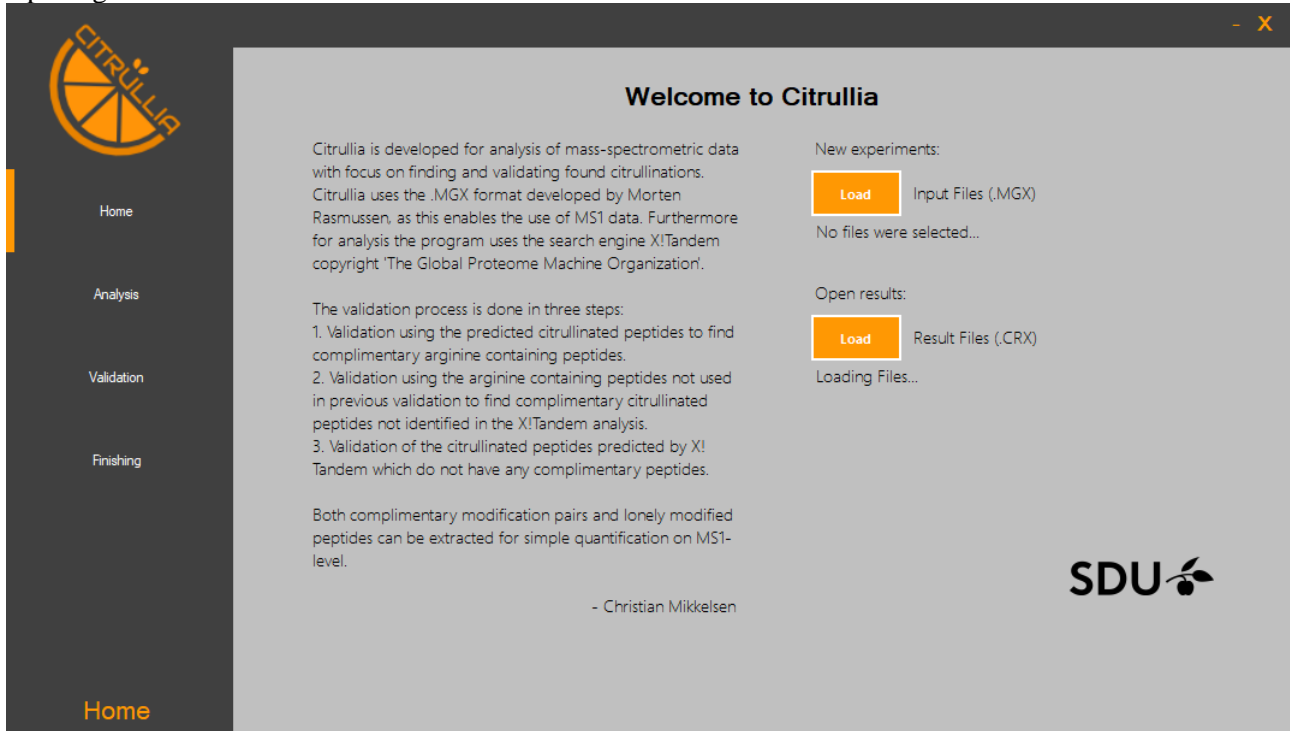 CITRULLIA
- X
Home
Analysis
Validation
Finishing
Home
Welcome to Citrullia
Citrullia is developed for analysis of mass-spectrometric data
with focus on finding and validating found citrullinations.
Citrullia uses the .MGX format developed by Morten
Rasmussen, as this enables the use of MS1 data. Furthermore
for analysis the program uses the search engine X!Tandem
copyright 'The Global Proteome Machine Organization'.
The validation process is done in three steps:
1. Validation using the predicted citrullinated peptides to find
complimentary arginine containing peptides.
2. Validation using the arginine containing peptides not used
in previous validation to find complimentary citrullinated
peptides not identified in the X!Tandem analysis.
3. Validation of the citrullinated peptides predicted by X!
Tandem which do not have any complimentary peptides.
Both complimentary modification pairs and lonely modified
peptides can be extracted for simple quantification on MS1-
level.
- Christian Mikkelsen
New experiments:
Load Input Files (.MGX)
No files were selected...
Open results:
Load Result Files (.CRX)
Loading Files...
SDU